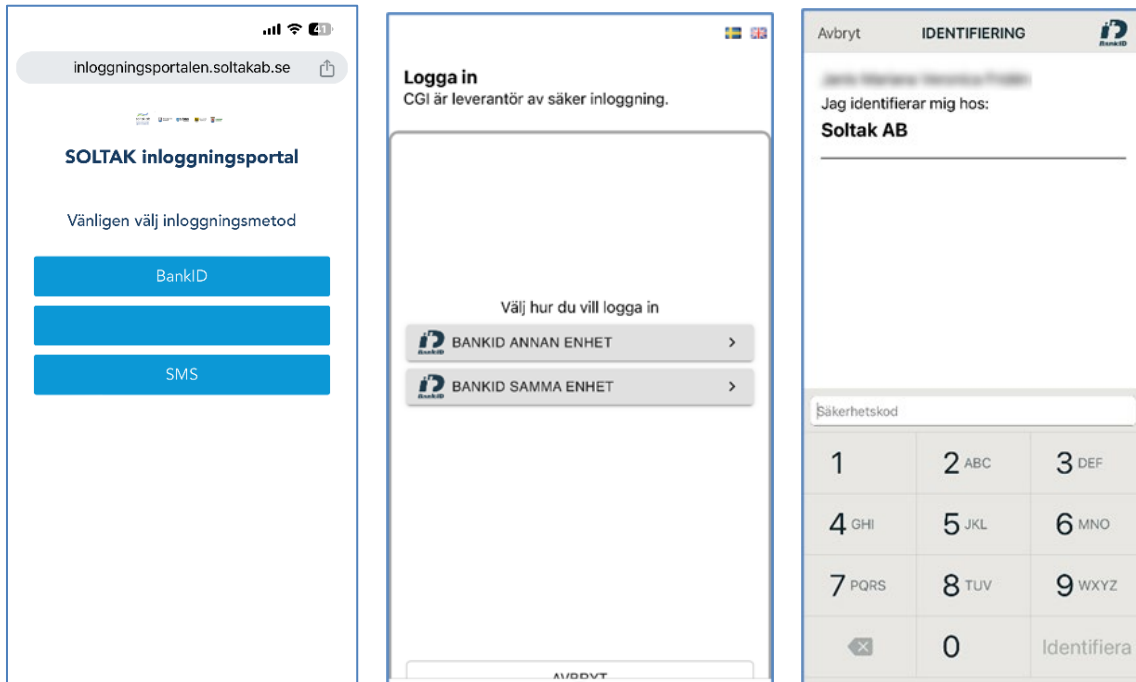 41
inloggningsportalen.soltakab.se
SOLTAK inloggningsportal
Vänligen välj inloggningsmetod
BankID
SMS
Logga in
CGI är leverantör av säker inloggning.
Välj hur du vill logga in
BankID BANKID ANNAN ENHET
BankID BANKID SAMMA ENHET
AVBRYT
Avbryt IDENTIFIERING BankID
Jag identifierar mig hos:
Soltak AB
Säkerhetskod
1 2 ABC 3 DEF
4 GHI 5 JKL 6 MNO
7 PQRS 8 TUV 9 WXYZ
0 Identifiera